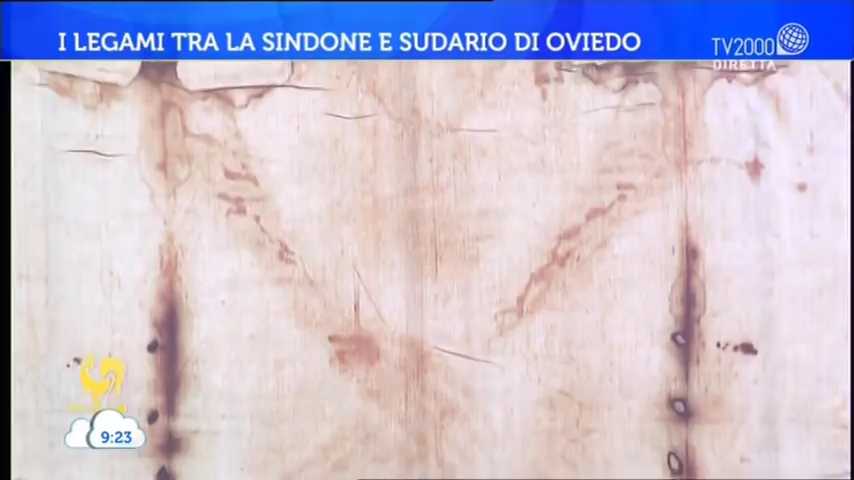 I LEGAMI TRA LA SINDONE E SUDARIO DI OVIEDO
TV2000
DIRETTA
9:23